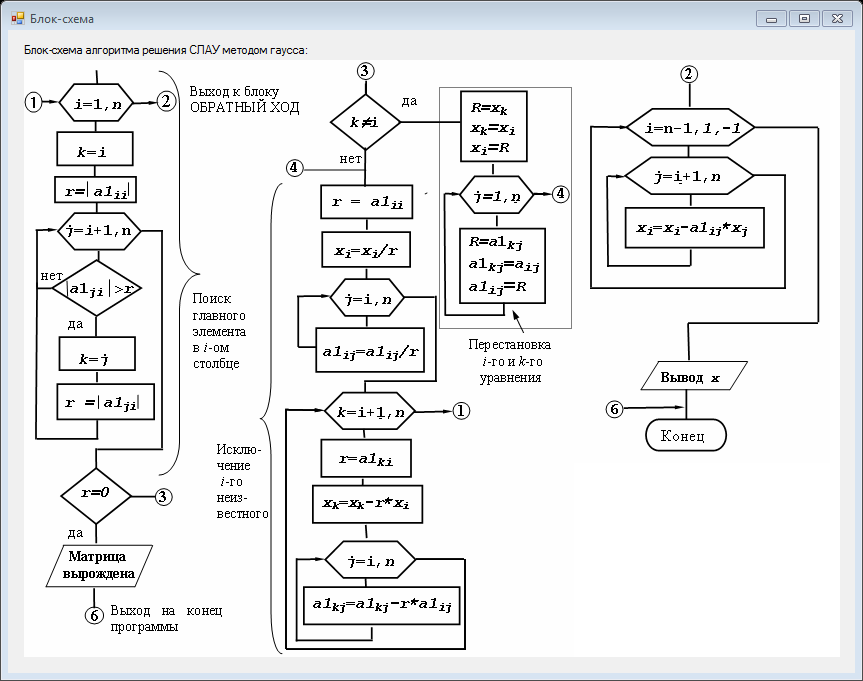 Блок-схема
Блок-схема алгоритма решения СЛАУ методом гаусса:
1
i=1,n
2
Выход к блоку
ОБРАТНЫЙ ХОД
k=i
r=|a1ii|
j=i+1,n
нет
|a1ji|>r
да
k=j
r =|a1ji|
Поиск
главного
элемента
в i-ом
столбце
r=0
3
да
Матрица
вырождена
6
Выход на конец
программы
3
k≠i
да
нет
4
r = a1ii
xi=xi/r
j=i,n
a1ij=a1ij/r
k=i+1,n
1
r=a1ki
xk=xk-r*xi
j=i,n
a1kj=a1kj-r*a1ij
Исклю-
чение
i-го
неиз-
вестного
R=xk
xk=xi
xi=R
j=1,n
4
R=a1kj
a1kj=aij
a1ij=R
Перестановка
i-го и k-го
уравнения
2
i=n-1,1,-1
j=i+1,n
xi=xi-a1ij*xj
Вывод x
6
Конец